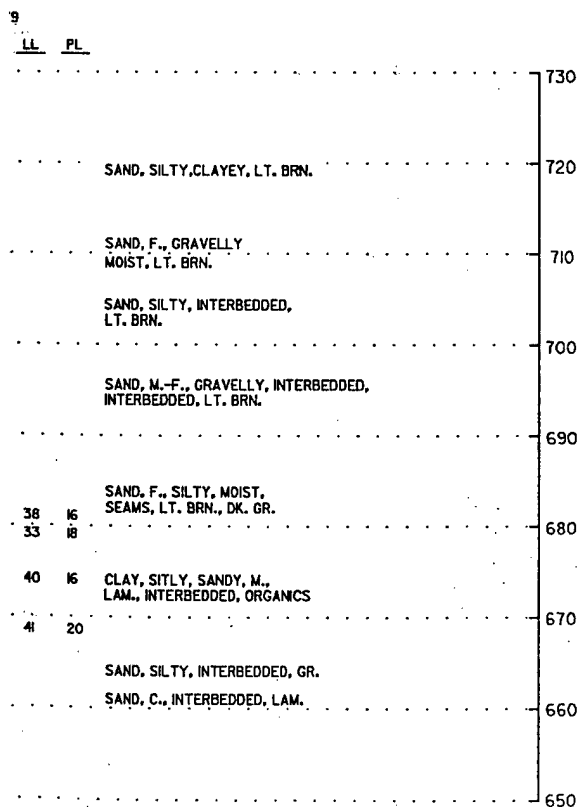 9
LL PL
730
SAND, SILTY,CLAYEY, LT. BRN.
720
SAND, F., GRAVELLY
MOIST, LT. BRN.
710
SAND, SILTY, INTERBEDDED,
LT. BRN.
700
SAND, M.-F., GRAVELLY, INTERBEDDED,
INTERBEDDED, LT. BRN.
690
SAND, F., SILTY, MOIST,
38 16 SEAMS, LT. BRN., DK. GR.
33 18
680
40 16 CLAY, SITLY, SANDY, M.,
LAM., INTERBEDDED, ORGANICS
670
41 20
SAND, SILTY, INTERBEDDED, GR.
SAND, C., INTERBEDDED, LAM.
660
650